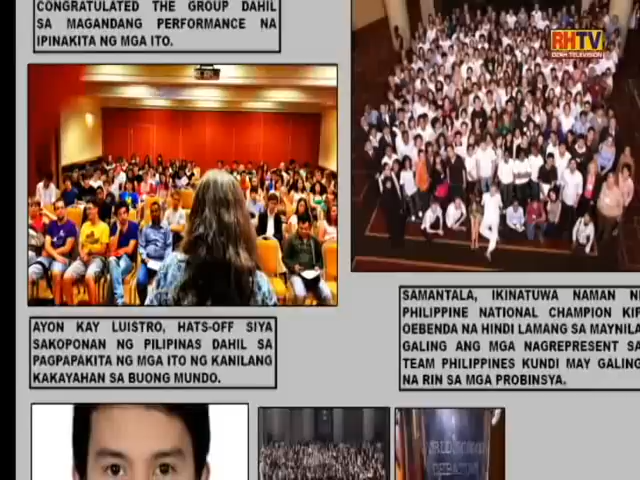 CONGRATULATED THE GROUP DAHIL
SA MAGANDANG PERFORMANCE NA
IPINAKITA NG MGA ITO.
RHTV
DZRH TELEVISION
AYON KAY LUISTRO, HATS-OFF SIYA
SAKOPONAN NG PILIPINAS DAHIL SA
PAGPAPAKITA NG MGA ITO NG KANILANG
KAKAYAHAN SA BUONG MUNDO.
SAMANTALA, IKINATUWA NAMAN
PHILIPPINE NATIONAL CHAMPION KIP
OEBENDA NA HINDI LAMANG SA MAYNILA
GALING ANG MGA NAGREPRESENT SA
TEAM PHILIPPINES KUNDI MAY GALING
NA RIN SA MGA PROBINSYA.